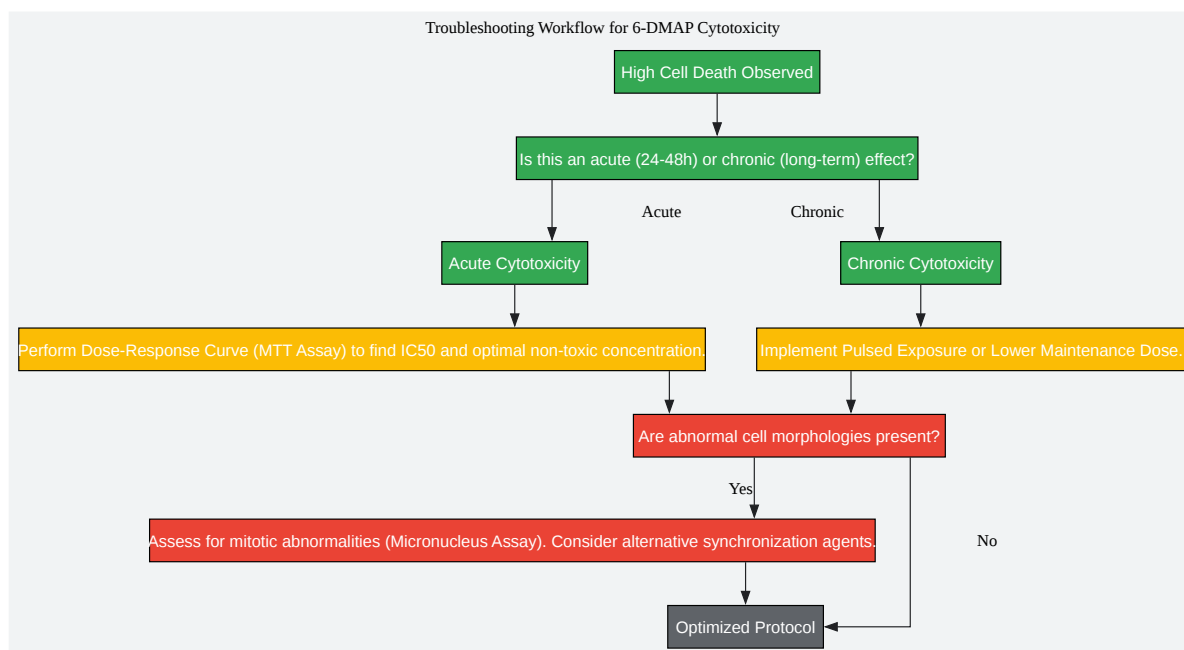 Troubleshooting Workflow for 6-DMAP Cytotoxicity
High Cell Death Observed
Is this an acute (24-48h) or chronic (long-term) effect?
Acute
Chronic
Acute Cytotoxicity
Chronic Cytotoxicity
Perform Dose-Response Curve (MTT Assay) to find IC50 and optimal non-toxic concentration.
Implement Pulsed Exposure or Lower Maintenance Dose.
Are abnormal cell morphologies present?
Yes
Assess for mitotic abnormalities (Micronucleus Assay). Consider alternative synchronization agents.
No
Optimized Protocol